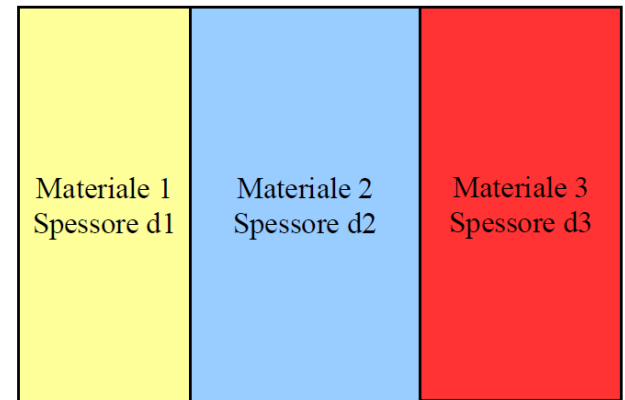 Materiale 1
Spessore d1
Materiale 2
Spessore d2
Materiale 3
Spessore d3